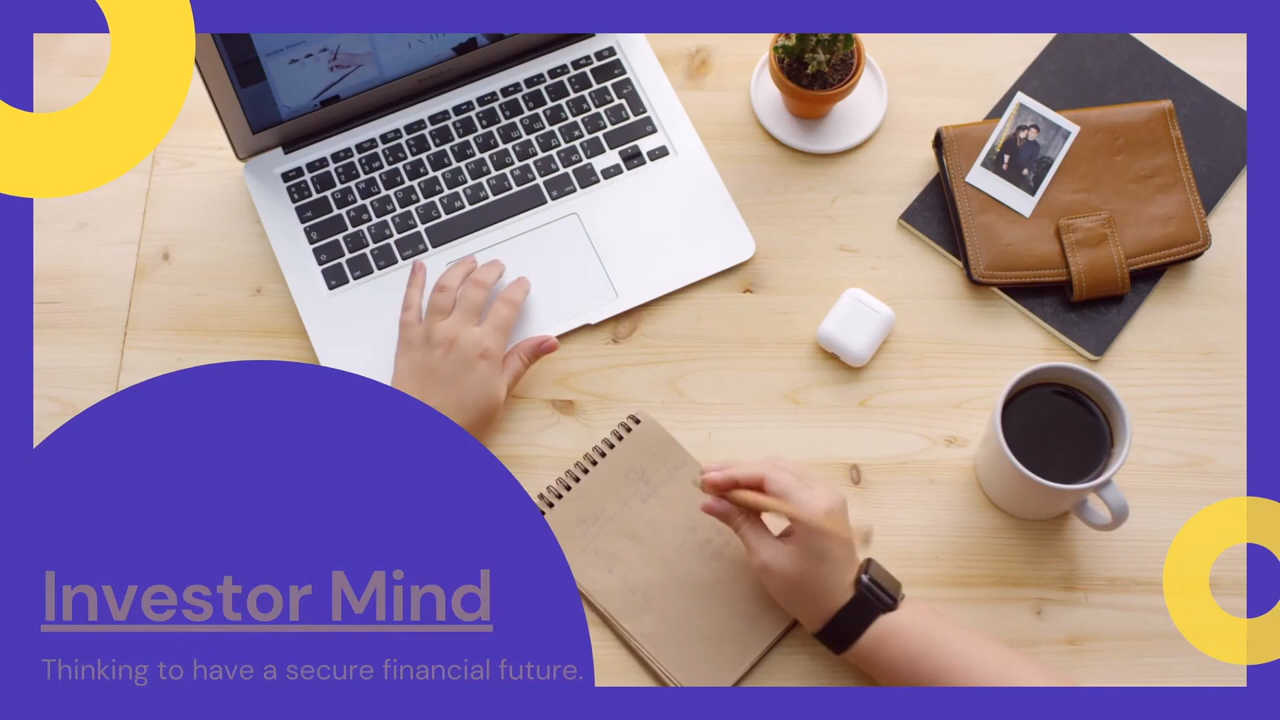 Investor Mind
Thinking to have a secure financial future.